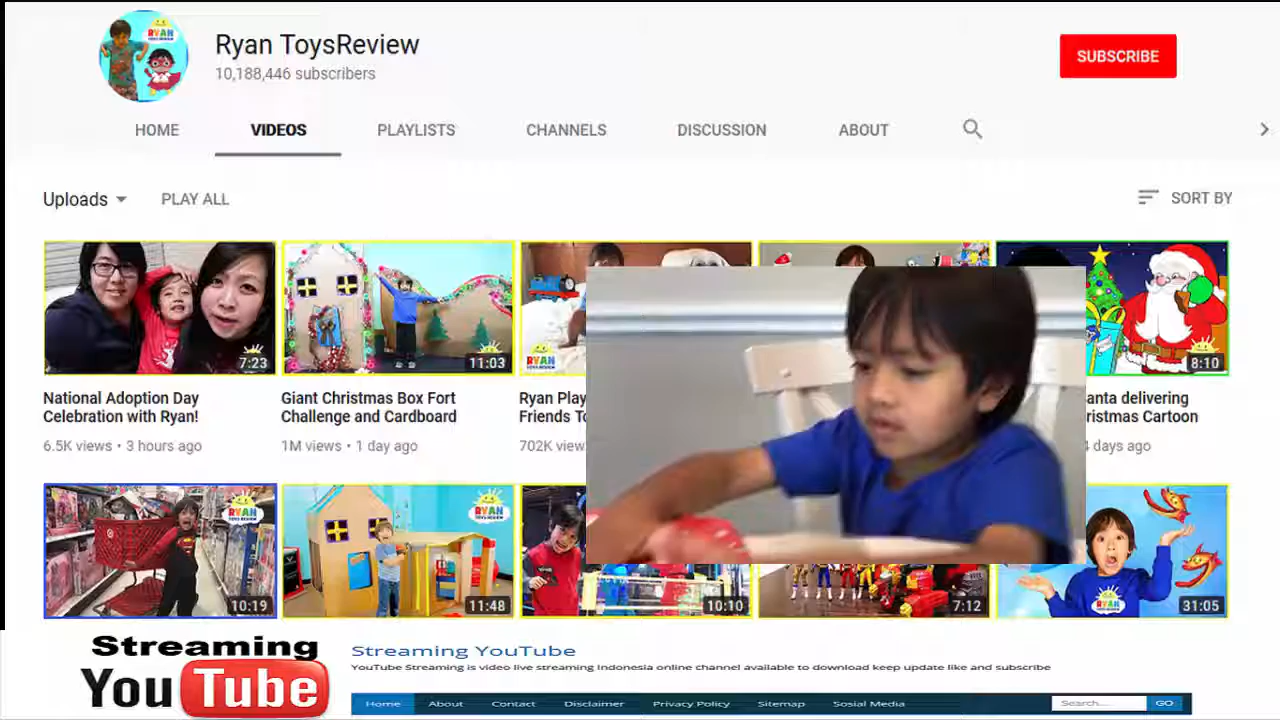 Ryan ToysReview
10,188,446 subscribers
SUBSCRIBE
HOME VIDEOS PLAYLISTS CHANNELS DISCUSSION ABOUT
Uploads PLAY ALL SORT BY
7:23 11:03 8:10
RYAN
National Adoption Day Giant Christmas Box Fort Ryan Play anta delivering
Celebration with Ryan! Challenge and Cardboard Friends To ristmas Cartoon
6.5K views • 3 hours ago 1M views • 1 day ago 702K view days ago
RYAN RYAN
TOYS REVIEW TOYS REVIEW
RYAN
10:19 11:48 10:10 7:12 31:05
Streaming
YouTube
Streaming YouTube
YouTube Streaming is video live streaming Indonesia online channel available to download keep update like and subscribe
Home About Contact Disclaimer Privacy Policy Sitemap Sosial Media Search... GO